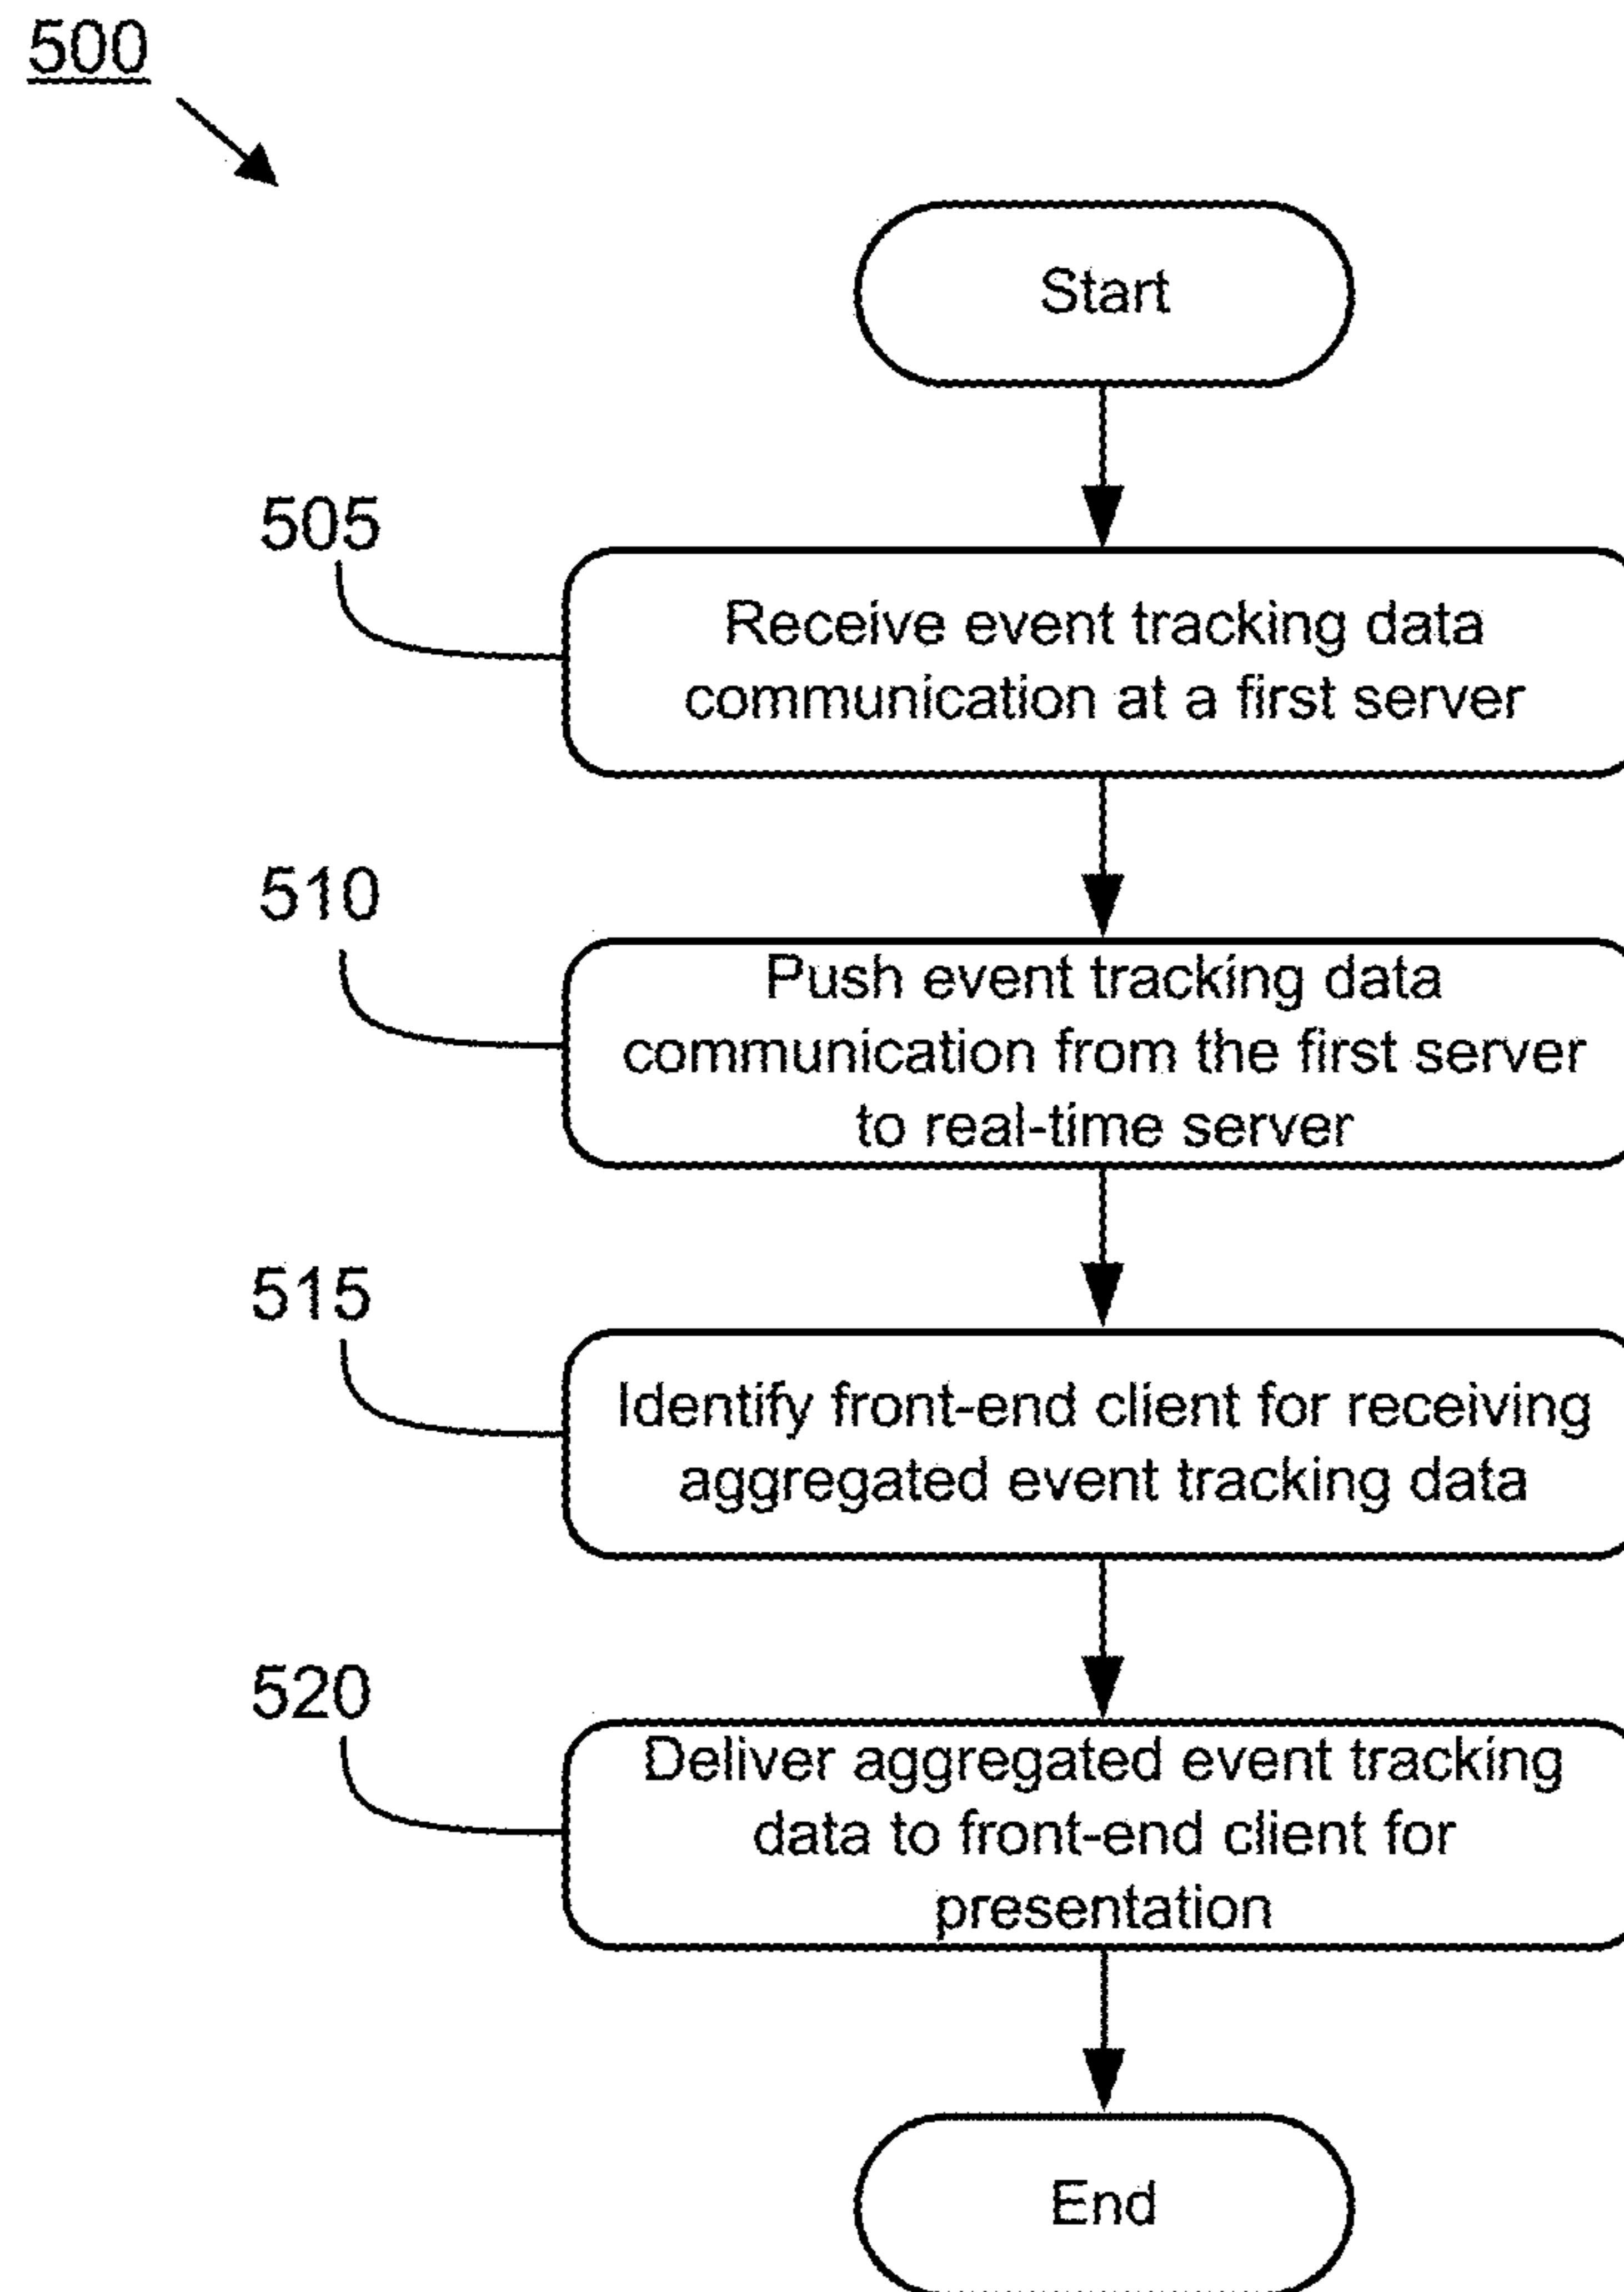 500
Start
505
Receive event tracking data
communication at a first server
510
Push event tracking data
communication from the first server
to real-time server
515
Identify front-end client for receiving
aggregated event tracking data
520
Deliver aggregated event tracking
data to front-end client for
presentation
End